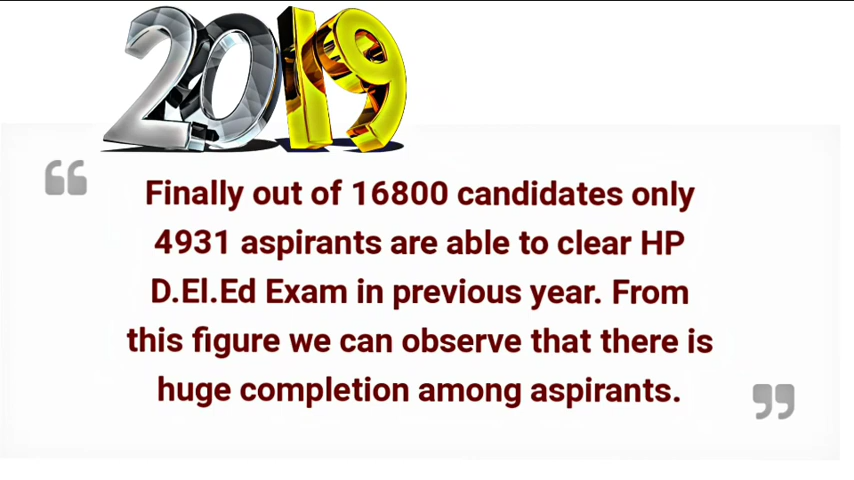 2019
“
Finally out of 16800 candidates only
4931 aspirants are able to clear HP
D.El.Ed Exam in previous year. From
this figure we can observe that there is
huge completion among aspirants.
”